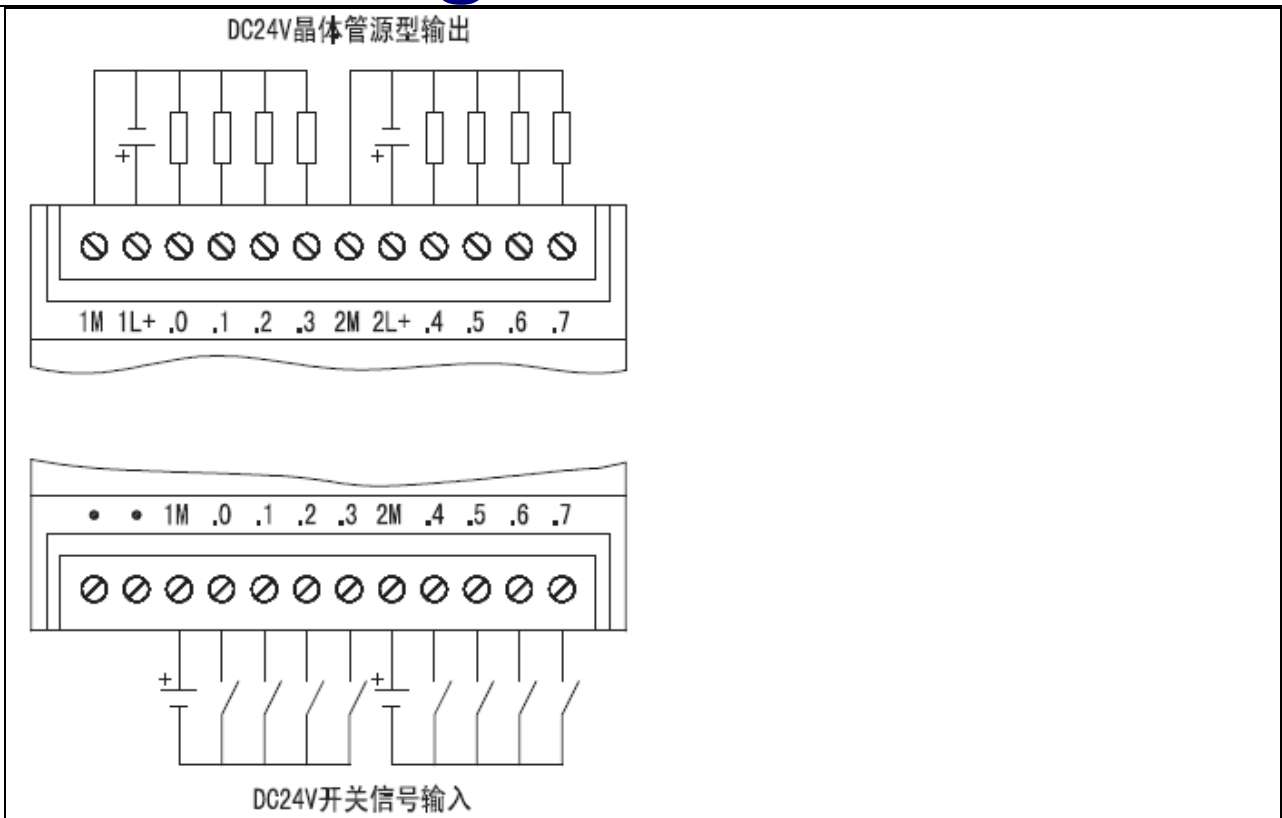 DC24V晶体管源型输出
+ +
1M 1L+ .0 .1 .2 .3 2M 2L+ .4 .5 .6 .7
• • 1M .0 .1 .2 .3 2M .4 .5 .6 .7
+ +
DC24V开关信号输入